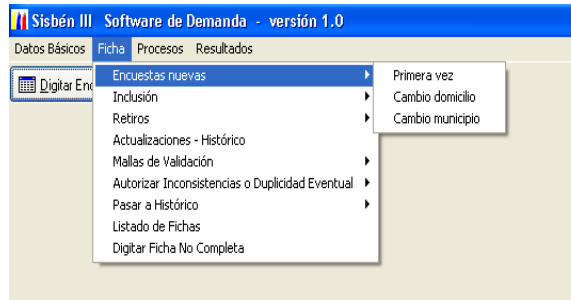 Sisbén III   Software de Demanda  -  versión 1.0
Datos Básicos   Ficha   Procesos   Resultados
Digitar Enc
Encuestas nuevas
Inclusión
Retiros
Actualizaciones - Histórico
Mallas de Validación
Autorizar Inconsistencias o Duplicidad Eventual
Pasar a Histórico
Listado de Fichas
Digitar Ficha No Completa
Primera vez
Cambio domicilio
Cambio municipio